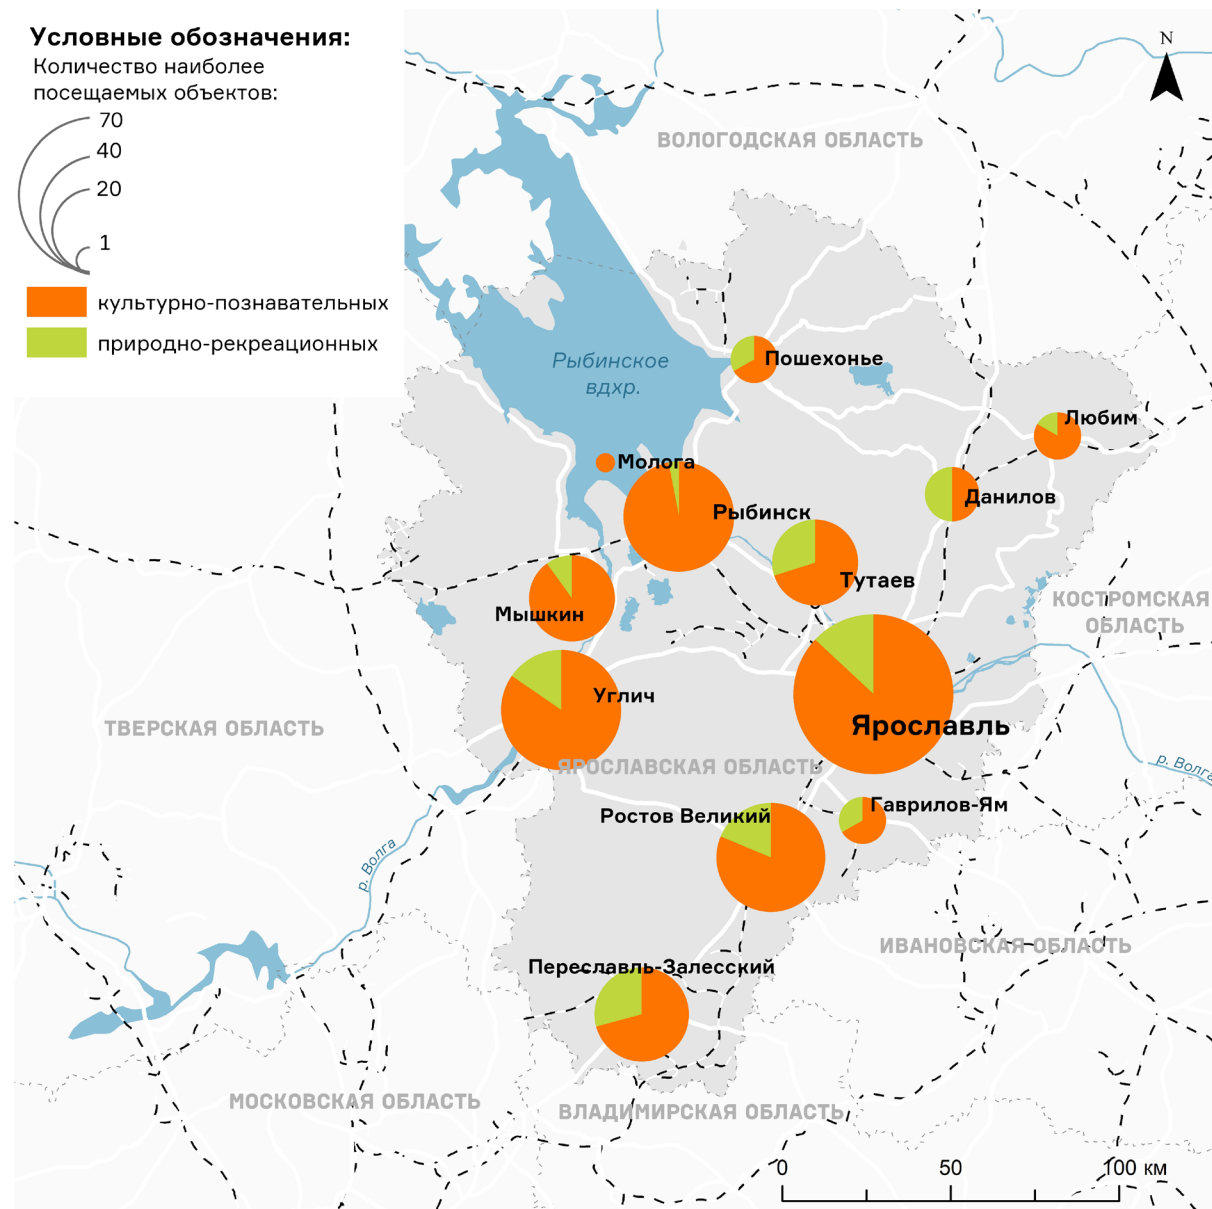 Условные обозначения:
Количество наиболее
посещаемых объектов:
70
40
20
1
культурно-познавательных
природно-рекреационных
N
ВОЛОГОДСКАЯ ОБЛАСТЬ
Рыбинское
вдхр.
Пошехонье
Любим
Молога
Данилов
Рыбинск
Тутаев
Мышкин
КОСТРОМСКАЯ
ОБЛАСТЬ
Углич
Ярославль
ТВЕРСКАЯ ОБЛАСТЬ
ЯРОСЛАВСКАЯ ОБЛАСТЬ
р. Волга
Ростов Великий
Гаврилов-Ям
р. Волга
ИВАНОВСКАЯ ОБЛАСТЬ
Переславль-Залесский
МОСКОВСКАЯ ОБЛАСТЬ
ВЛАДИМИРСКАЯ ОБЛАСТЬ
0 50 100 км